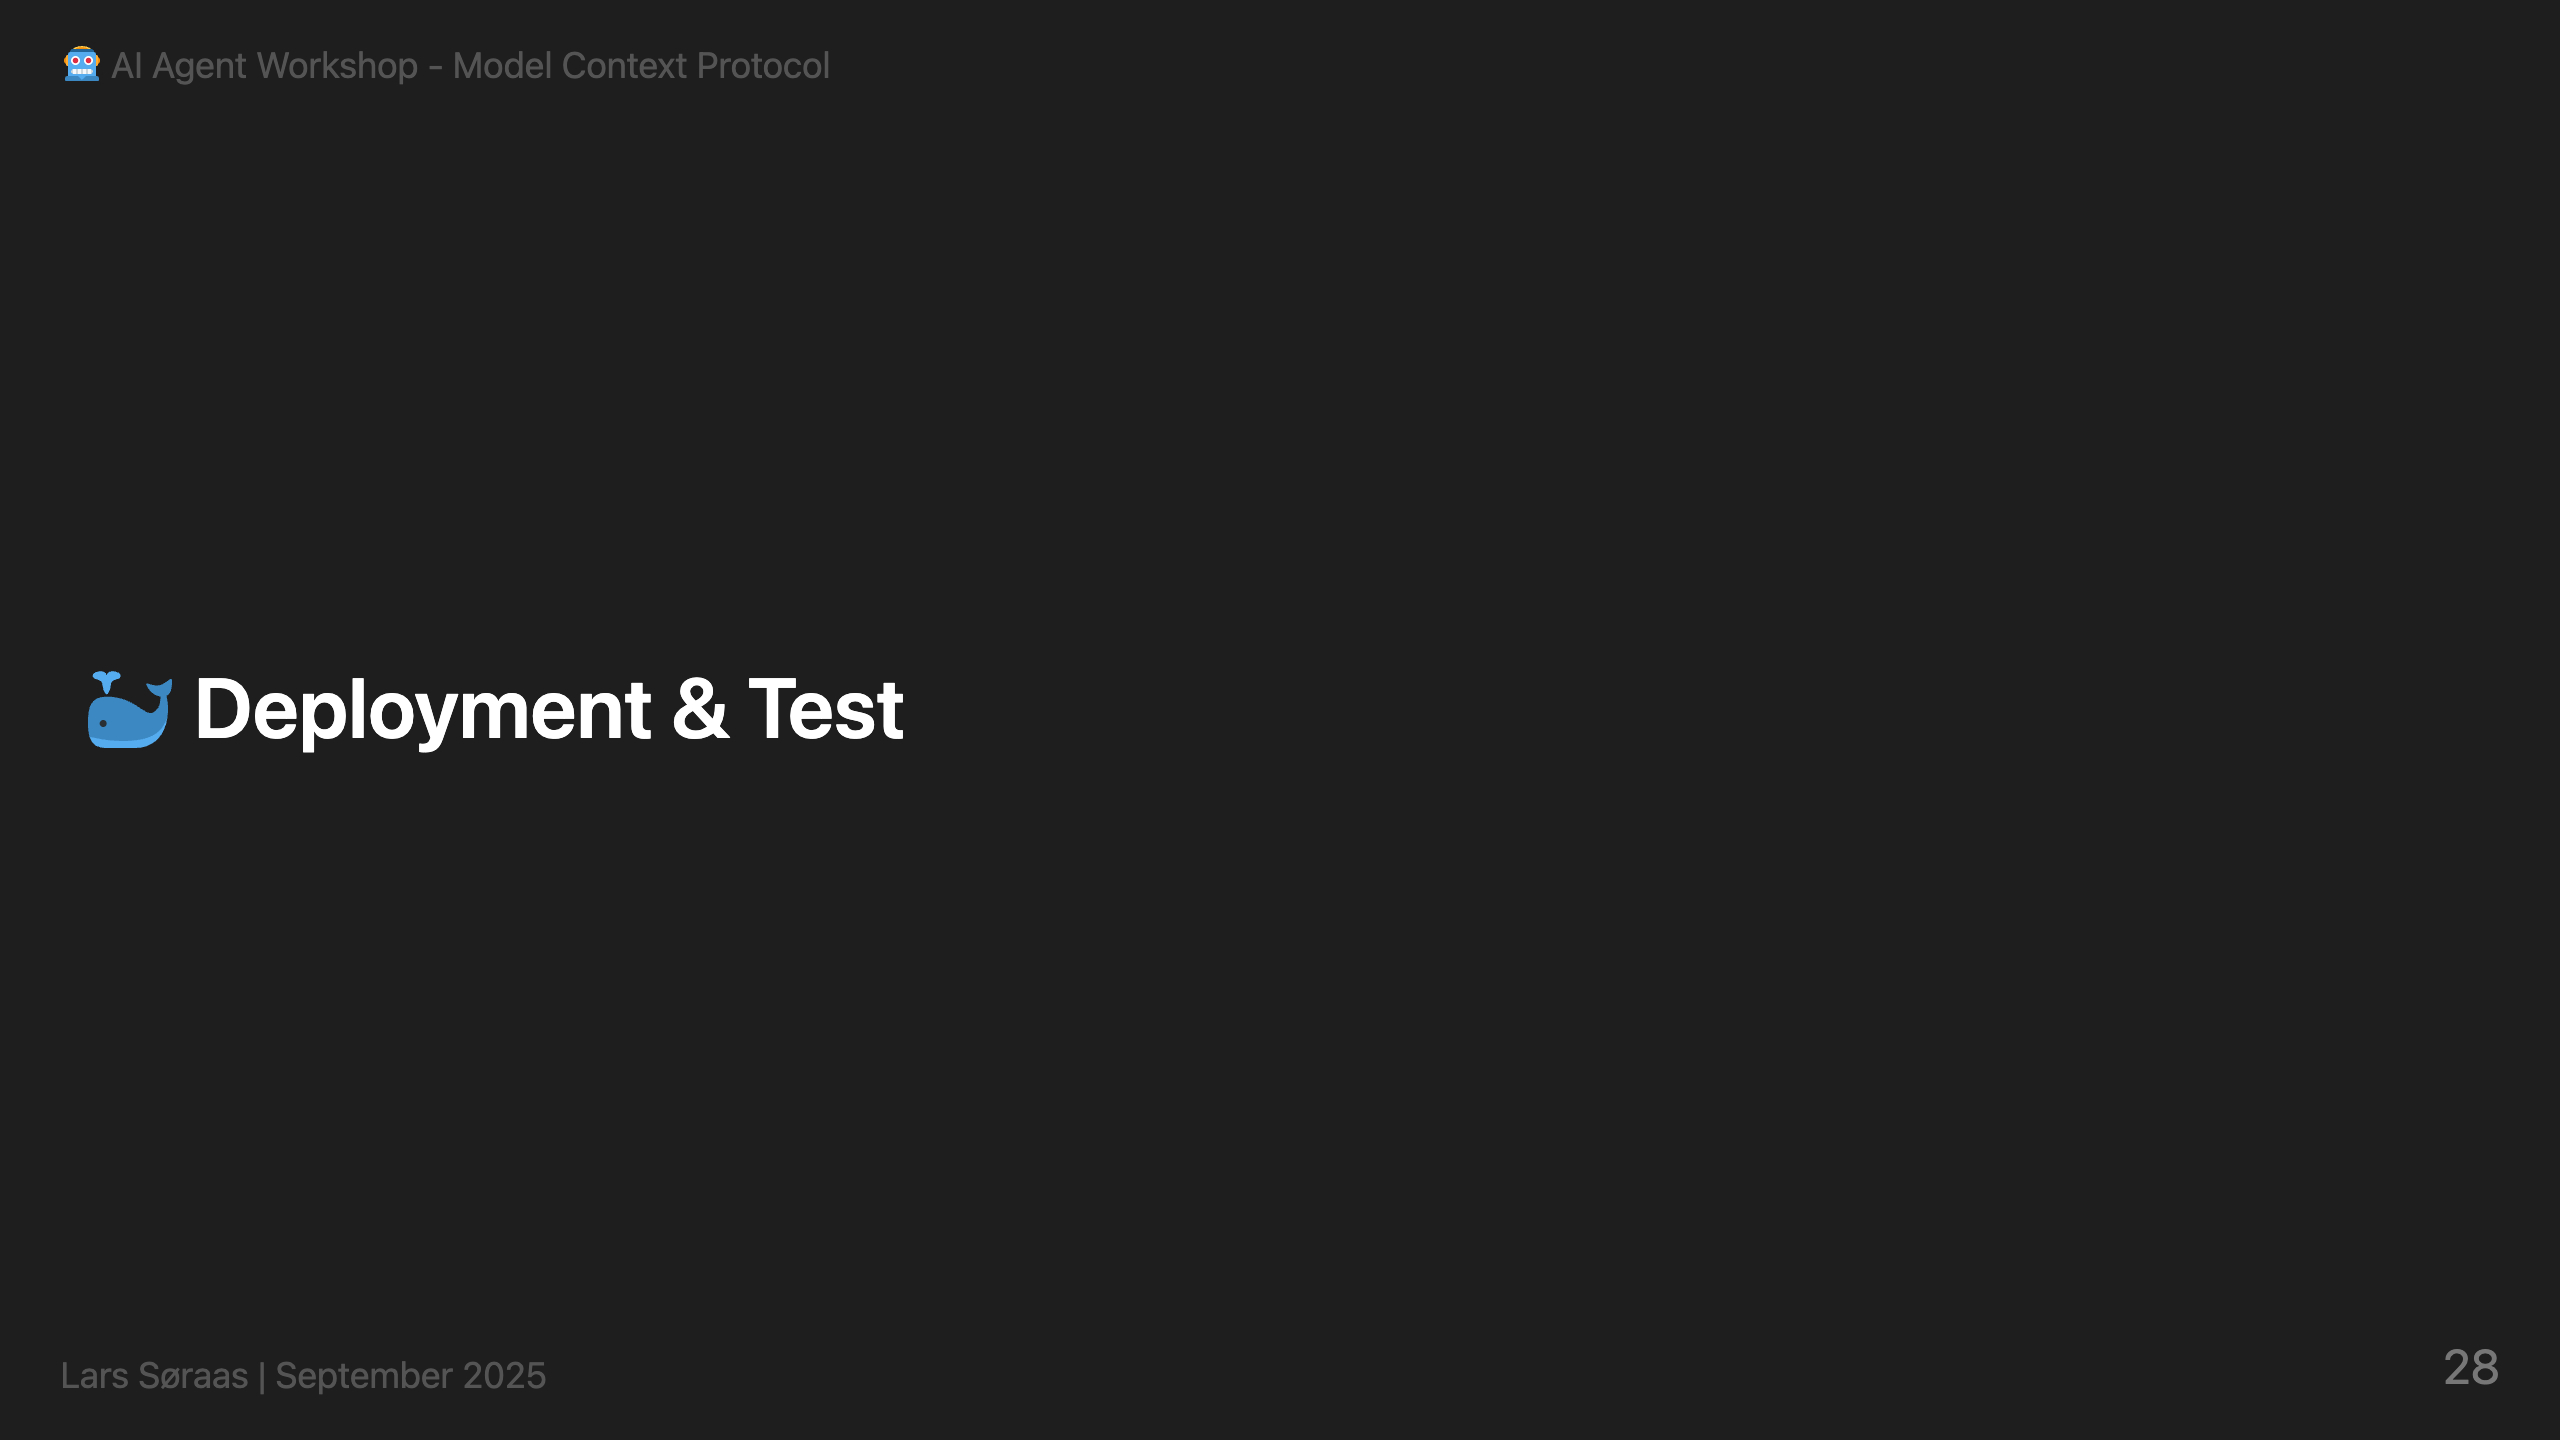 🤖 AI Agent Workshop - Model Context Protocol
🐳 Deployment & Test
Lars Søraas | September 2025
28